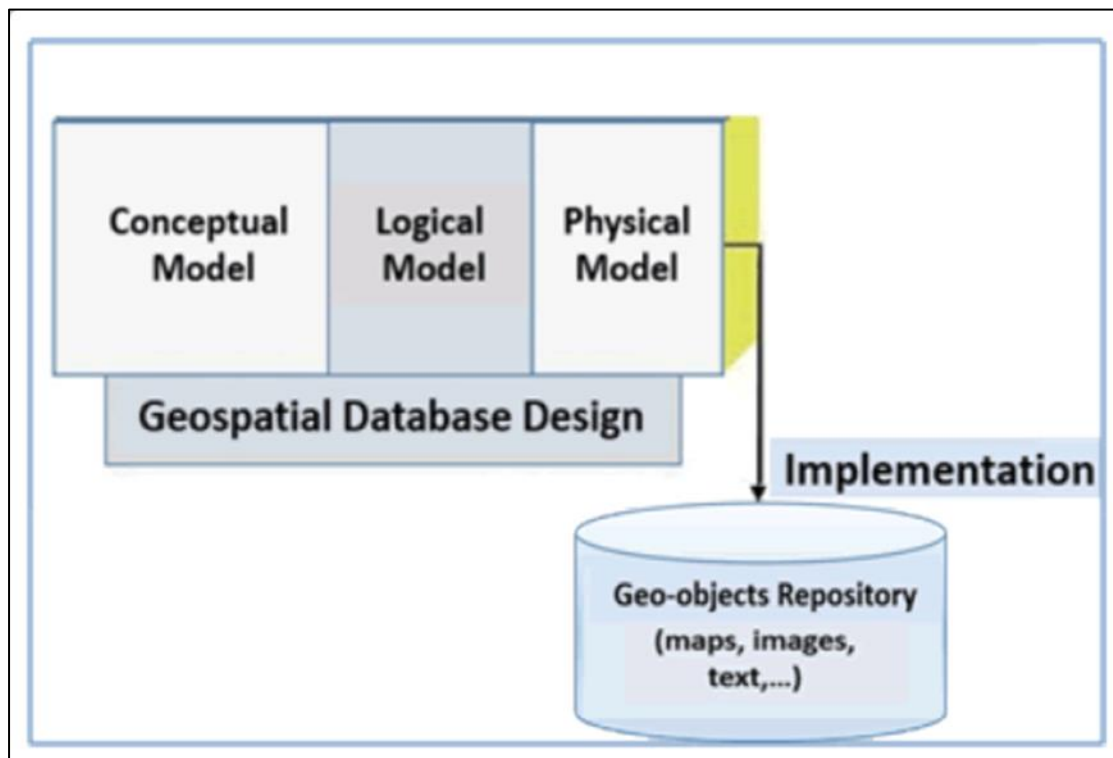 Conceptual
Model
Logical
Model
Physical
Model
Geospatial Database Design
Implementation
Geo-objects Repository
(maps, images,
text,...)